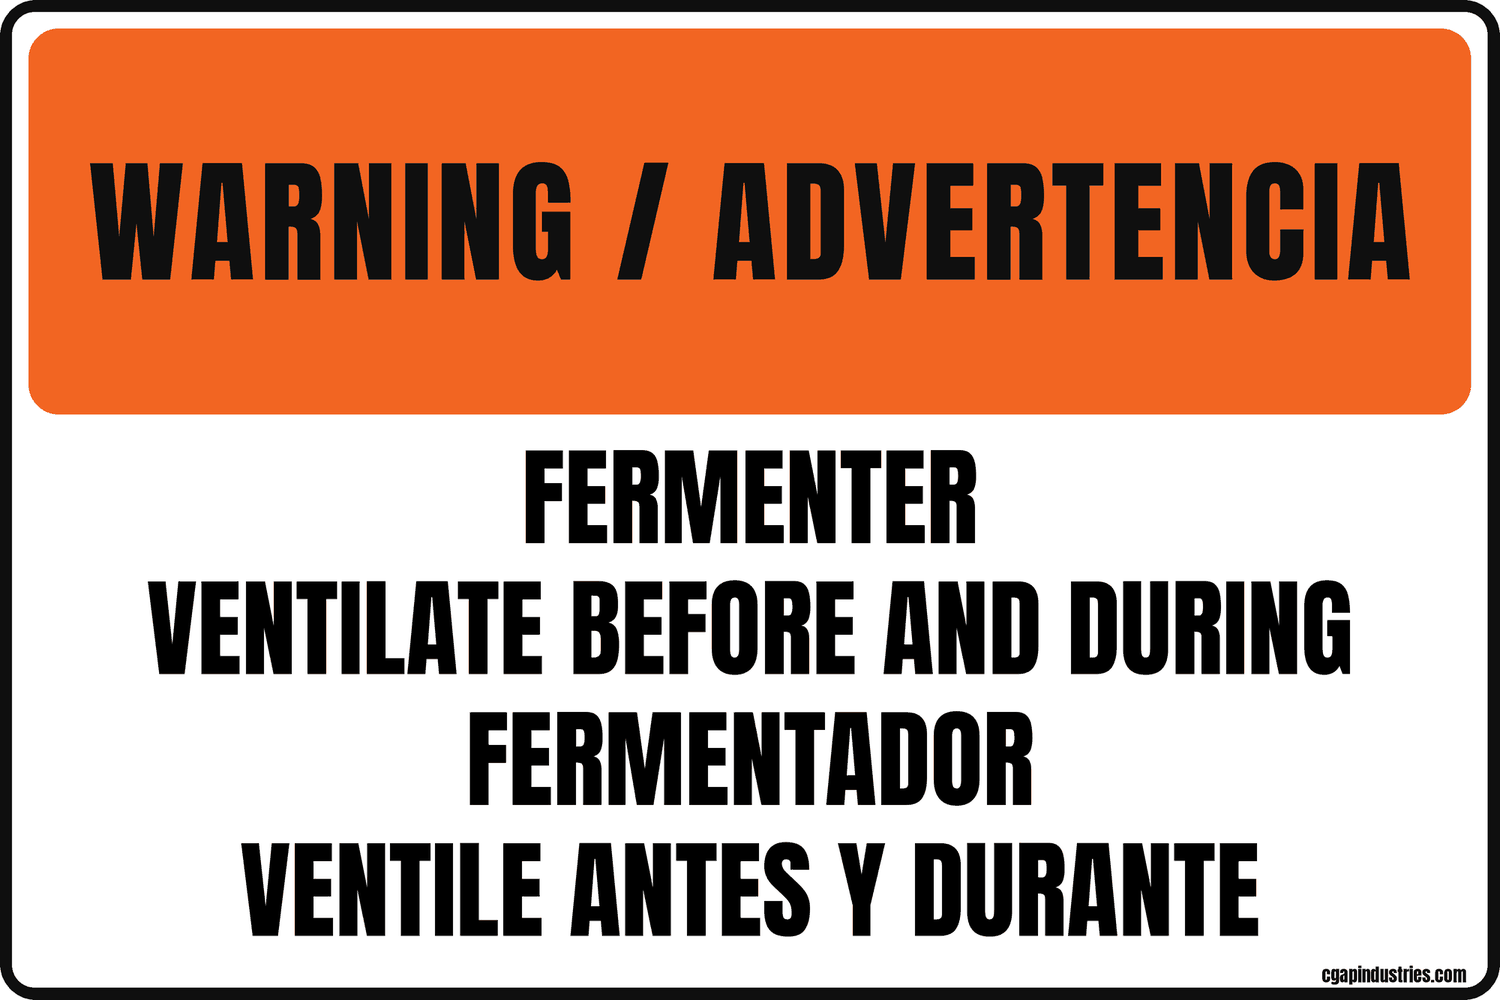 WARNING / ADVERTENCIA
FERMENTER
VENTILATE BEFORE AND DURING
FERMENTADOR
VENTILE ANTES Y DURANTE
cgapindustries.com